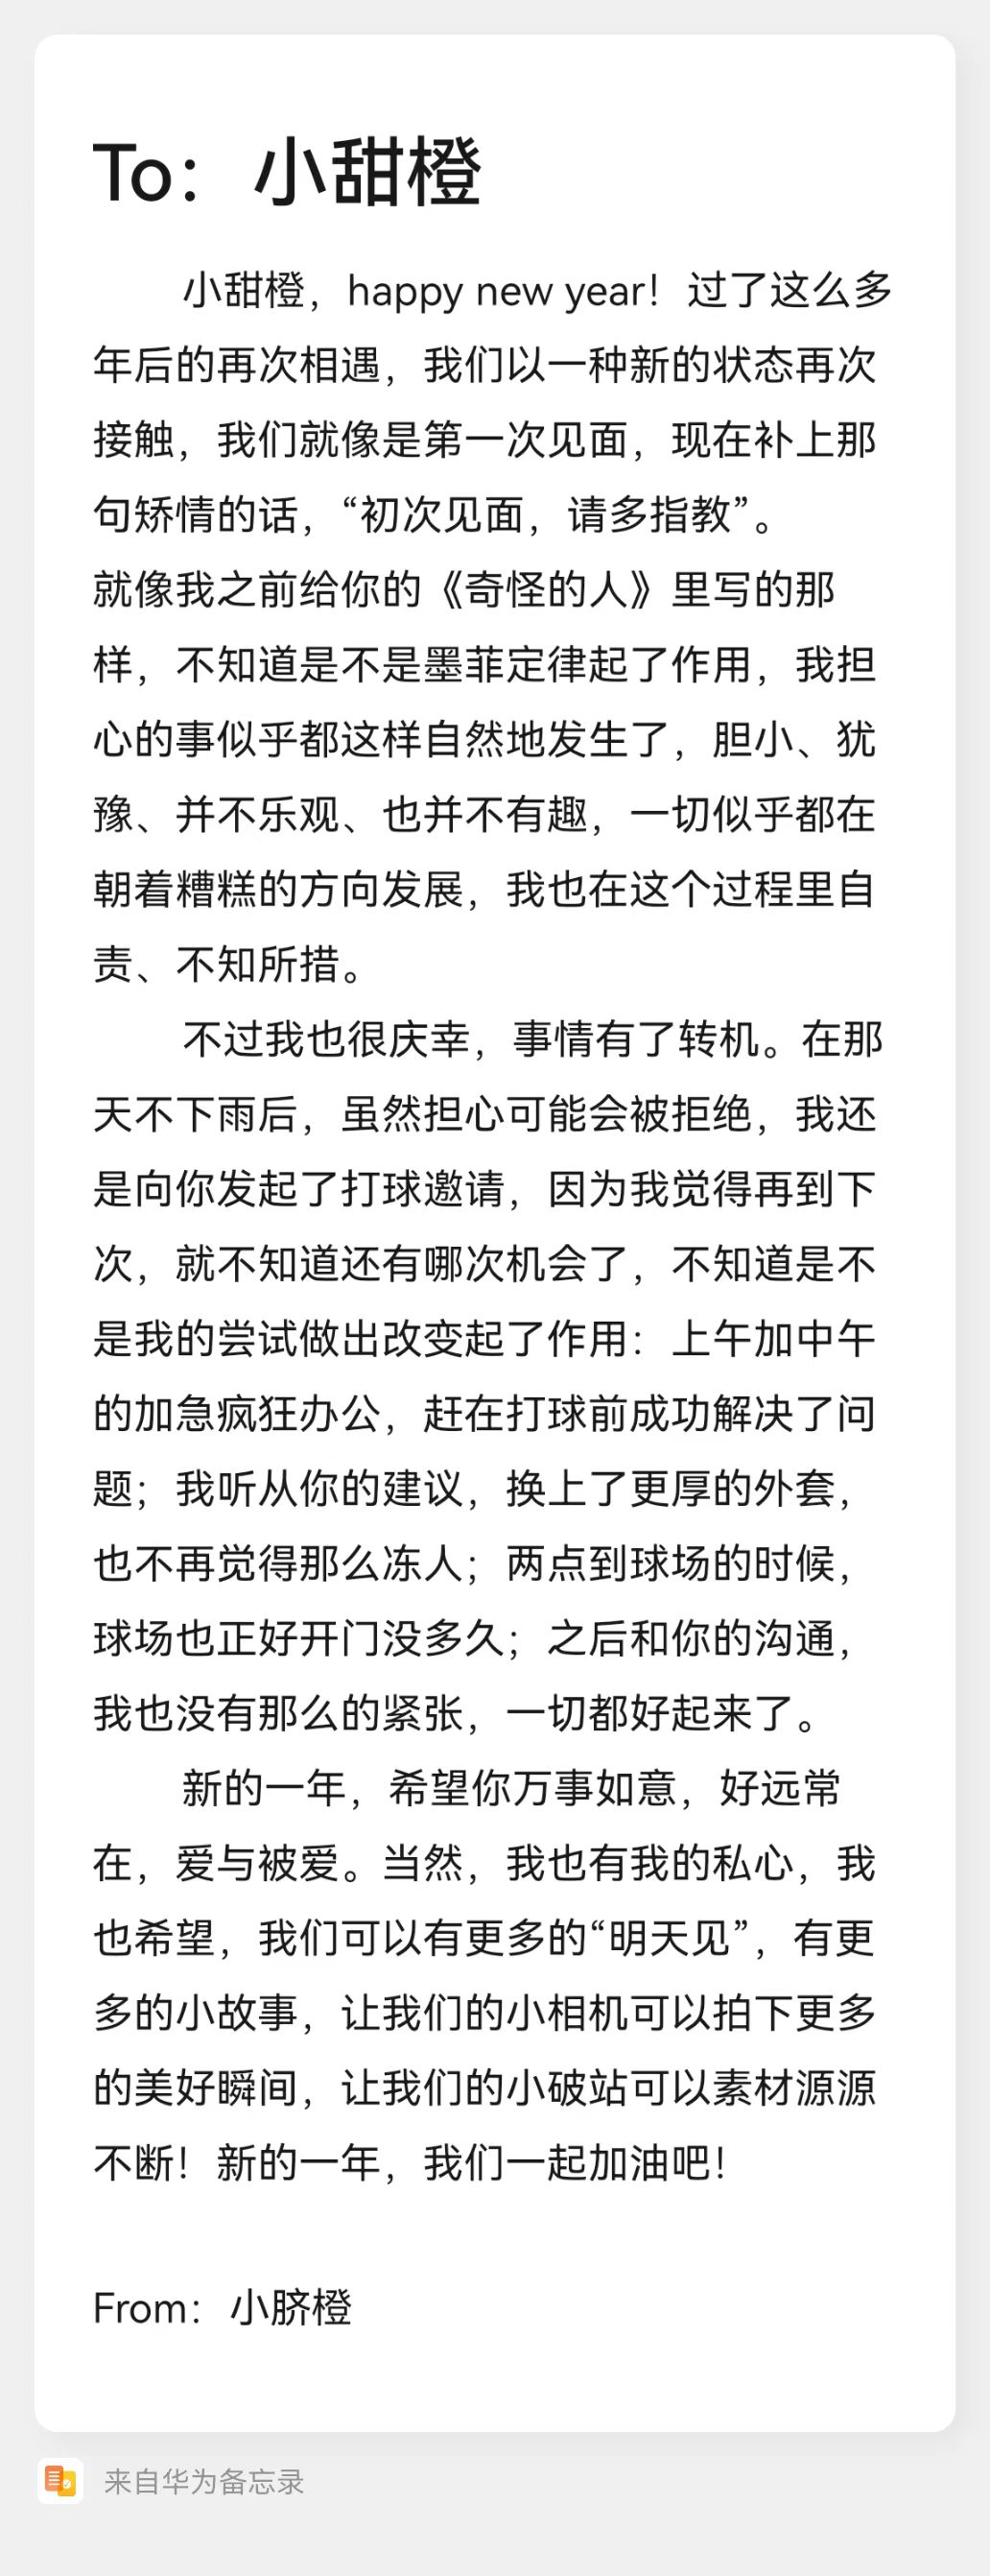 To：小甜橙
小甜橙，happy new year！过了这么多
年后的再次相遇，我们以一种新的状态再次
接触，我们就像是第一次见面，现在补上那
句矫情的话，“初次见面，请多指教”。
就像我之前给你的《奇怪的人》里写的那
样，不知道是不是墨菲定律起了作用，我担
心的事似乎都这样自然地发生了，胆小、犹
豫、并不乐观、也并不有趣，一切似乎都在
朝着糟糕的方向发展，我也在这个过程里自
责、不知所措。
不过我也很庆幸，事情有了转机。在那
天不下雨后，虽然担心可能会被拒绝，我还
是向你发起了打球邀请，因为我觉得再到下
次，就不知道还有哪次机会了，不知道是不
是我的尝试做出改变起了作用：上午加中午
的加急疯狂办公，赶在打球前成功解决了问
题；我听从你的建议，换上了更厚的外套，
也不再觉得那么冻人；两点到球场的时候，
球场也正好开门没多久；之后和你的沟通，
我也没有那么的紧张，一切都好起来了。
新的一年，希望你万事如意，好远常
在，爱与被爱。当然，我也有我的私心，我
也希望，我们可以有更多的“明天见”，有更
多的小故事，让我们的小相机可以拍下更多
的美好瞬间，让我们的小破站可以素材源源
不断！新的一年，我们一起加油吧！
From：小脐橙
来自华为备忘录